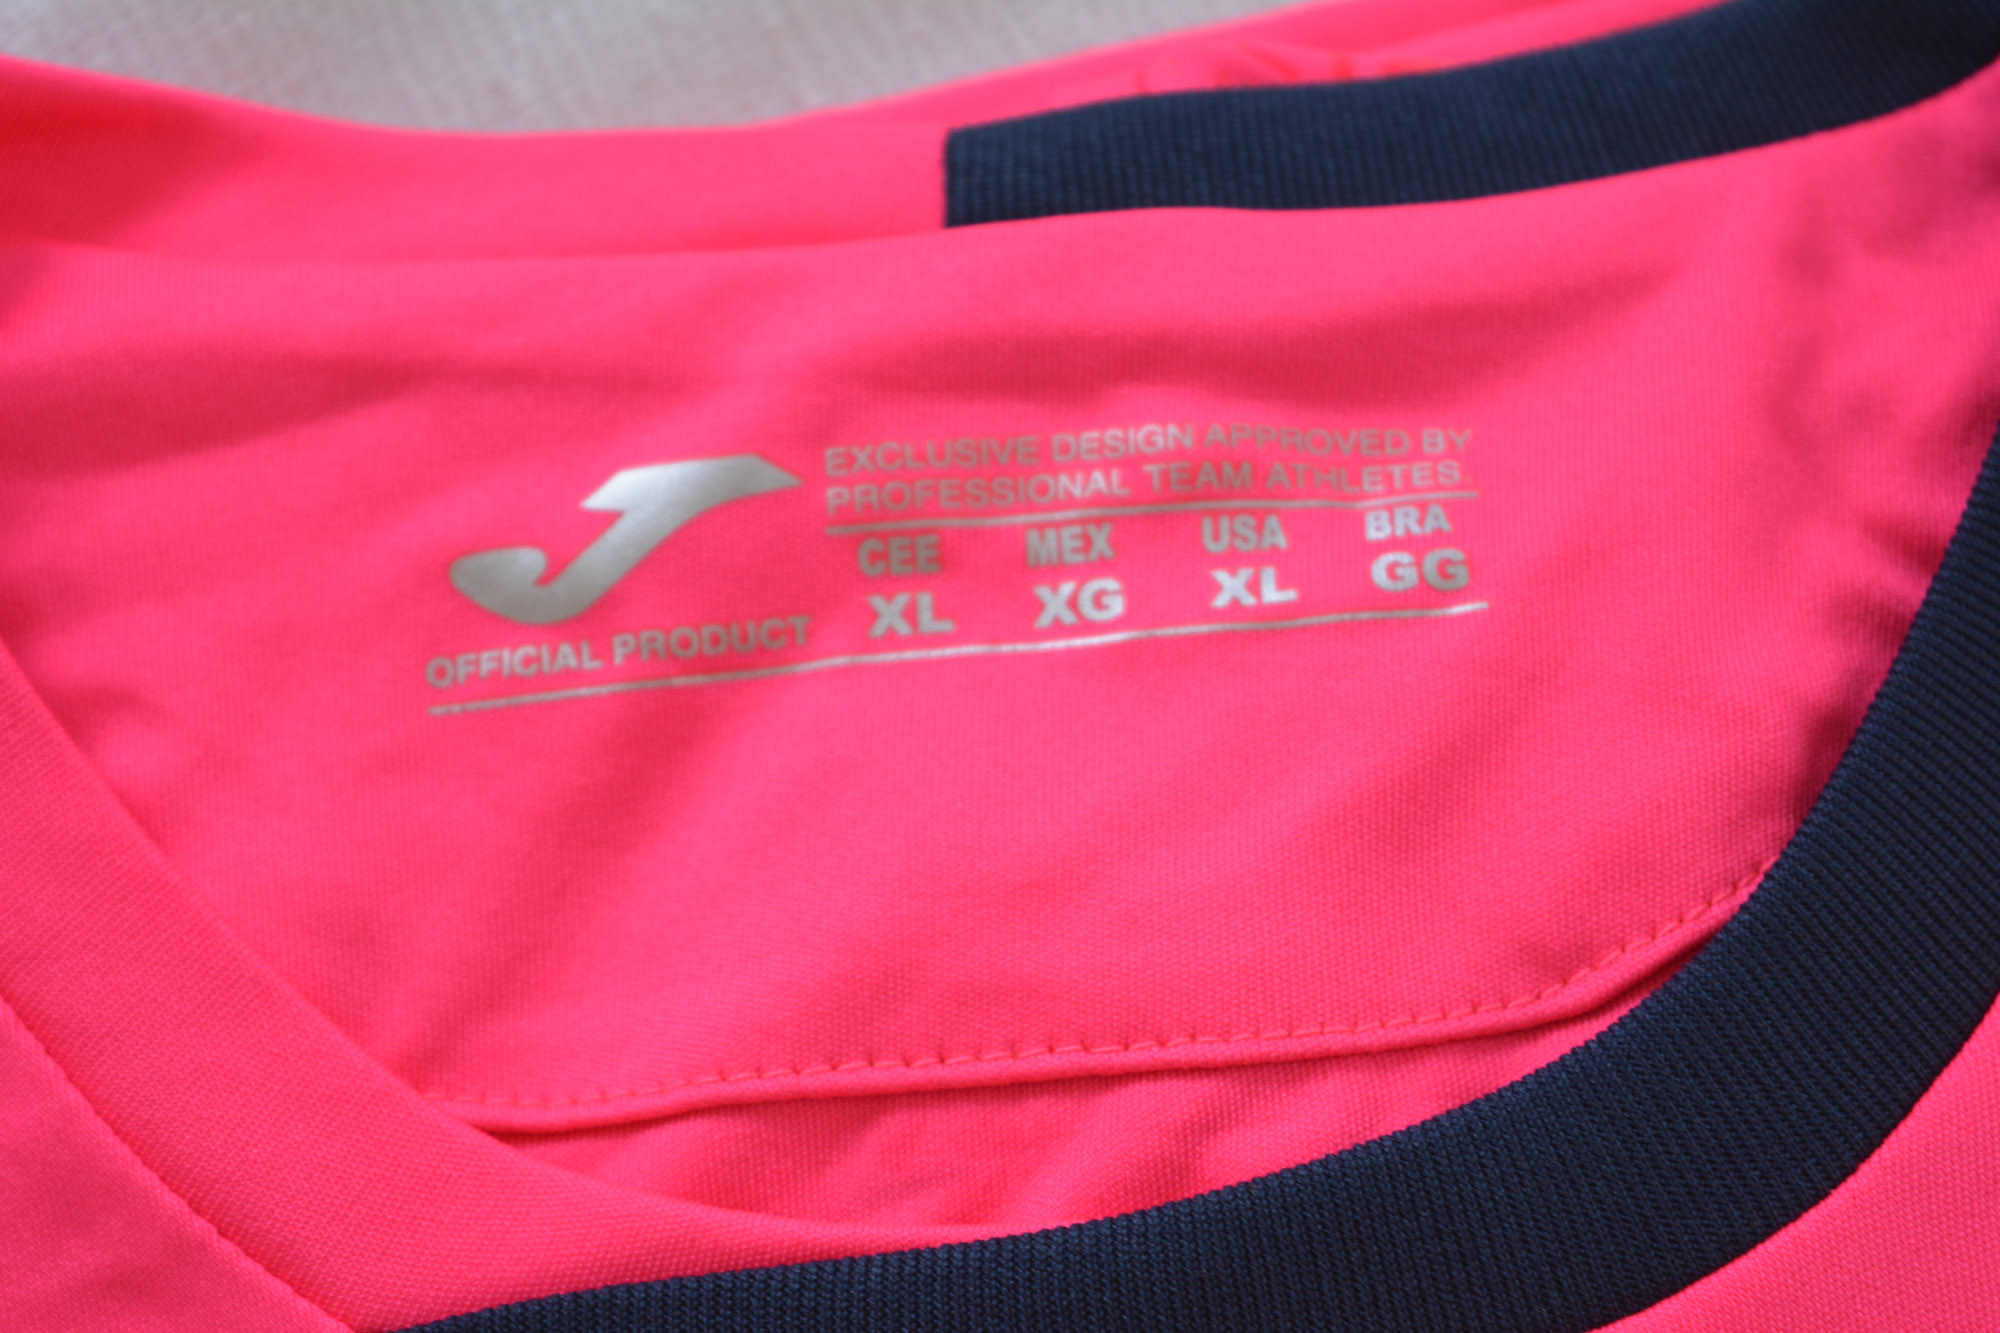 EXCLUSIVE DESIGN APPROVED BY
PROFESSIONAL TEAM ATHLETES.
CEE MEX USA BRA
XL XG XL GG
OFFICIAL PRODUCT